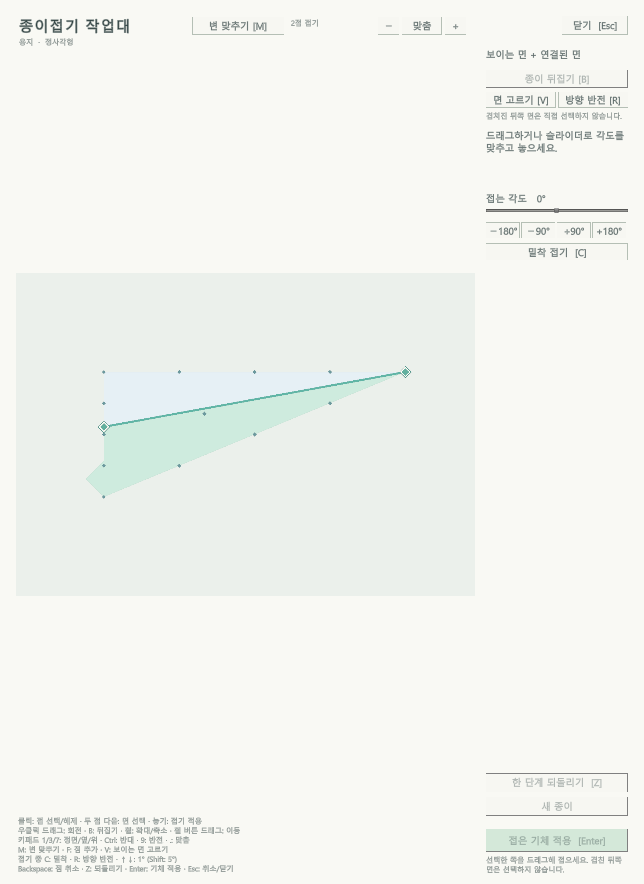 종이접기 작업대
용지 · 정사각형
변 맞추기 [M]
2점 접기
−
맞춤
+
닫기 [Esc]
보이는 면 + 연결된 면
종이 뒤집기 [B]
면 고르기 [V]
방향 반전 [R]
겹쳐진 뒤쪽 면은 직접 선택하지 않습니다.
드래그하거나 슬라이더로 각도를
맞추고 놓으세요.
접는 각도 0°
−180°
−90°
+90°
+180°
밀착 접기 [C]
한 단계 되돌리기 [Z]
새 종이
접은 기체 적용 [Enter]
선택한 쪽을 드래그해 접으세요. 겹친 뒤쪽
면은 선택하지 않습니다.
클릭: 점 선택/해제 · 두 점 다음: 면 선택 · 놓기: 접기 적용
우클릭 드래그: 회전 · B: 뒤집기 · 휠: 확대/축소 · 휠 버튼 드래그: 이동
키패드 1/3/7: 정면/옆/위 · Ctrl: 반대 · 9: 반전 · .: 맞춤
M: 변 맞추기 · F: 점 추가 · V: 보이는 면 고르기
접기 중 C: 밀착 · R: 방향 반전 · ↑ ↓: 1° (Shift: 5°)
Backspace: 점 취소 · Z: 되돌리기 · Enter: 기체 적용 · Esc: 취소/닫기